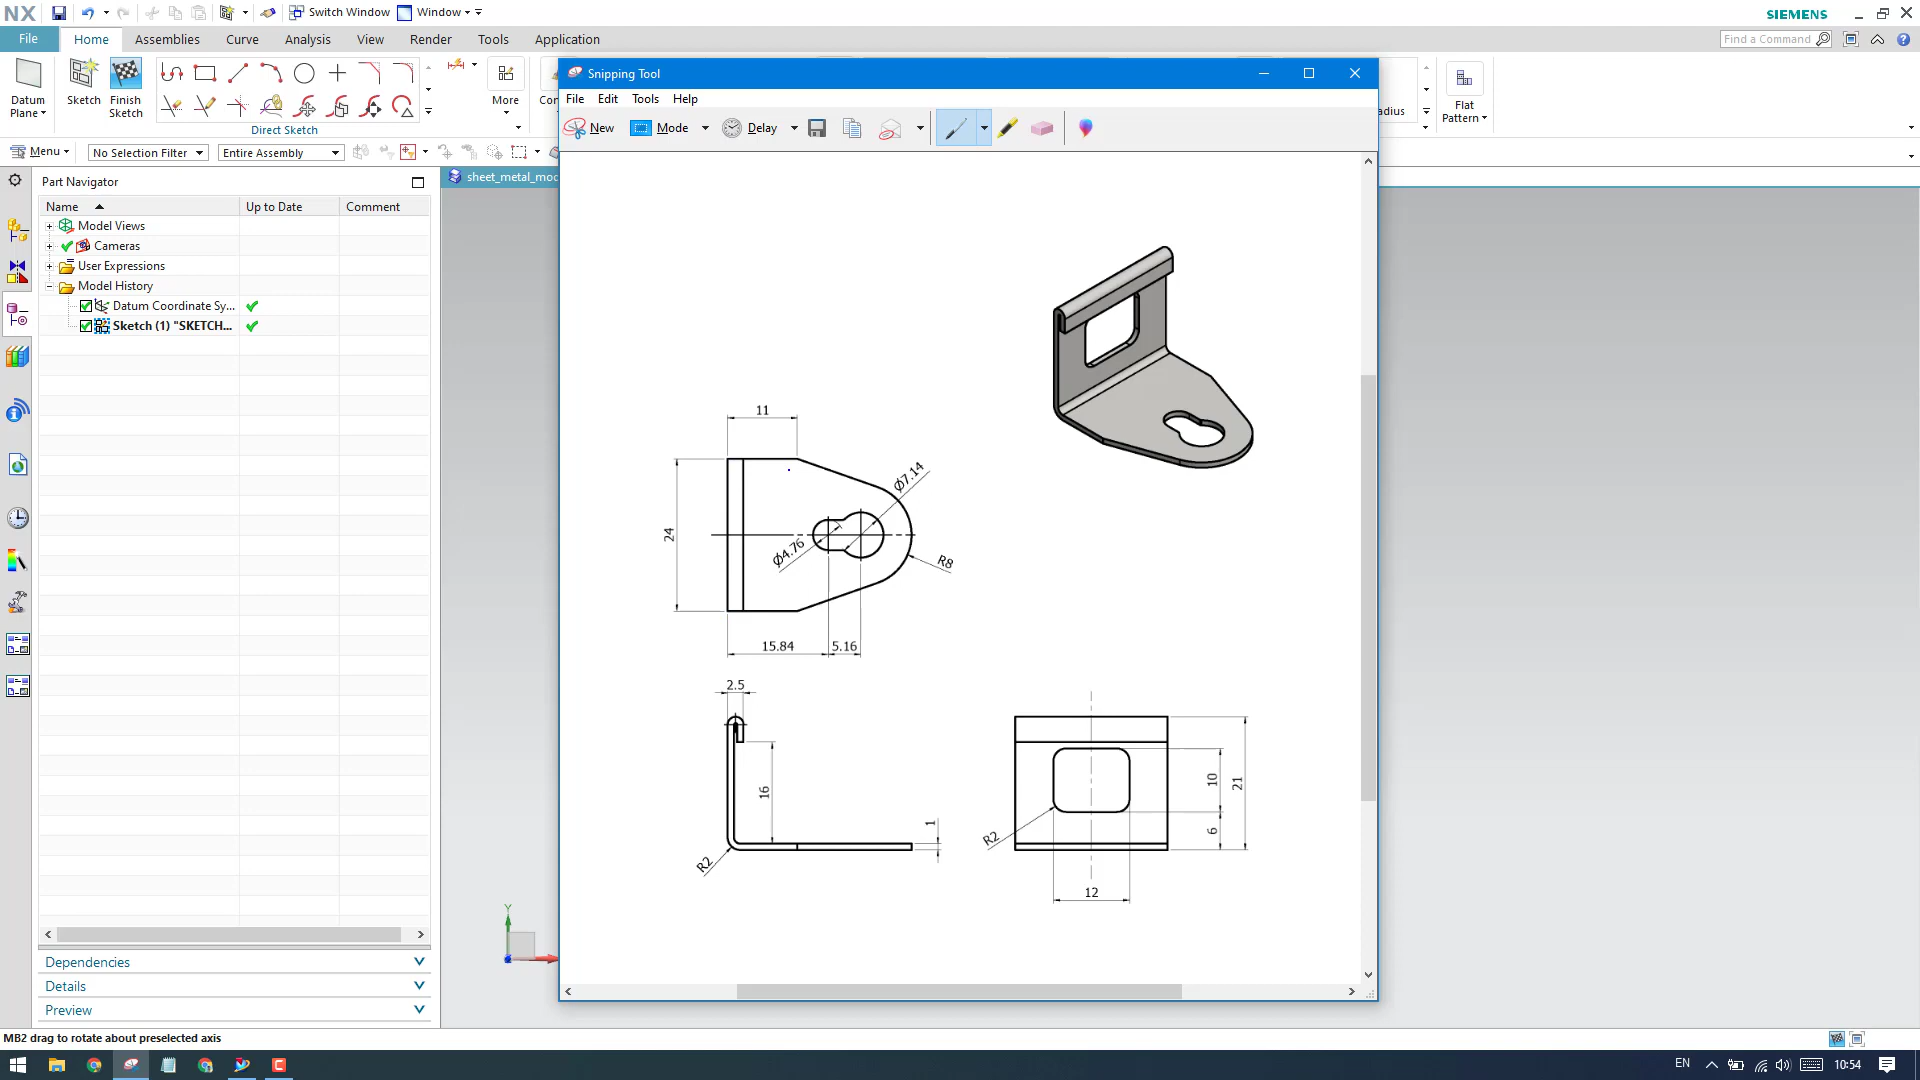 NX
Switch Window
Window
SIEMENS
File
Home
Assemblies
Curve
Analysis
View
Render
Tools
Application
Find a Command
Datum
Plane
Sketch
Finish
Sketch
Direct Sketch
More
Con
adius
Flat
Pattern
Menu
No Selection Filter
Entire Assembly
Part Navigator
Name
Up to Date
Comment
Model Views
Cameras
User Expressions
Model History
Datum Coordinate Sy...
Sketch (1) "SKETCH...
Dependencies
Details
Preview
sheet_metal_mod
Snipping Tool
File
Edit
Tools
Help
New
Mode
Delay
11
24
Ø7.14
Ø4.76
R8
15.84
5.16
2.5
16
1
R2
R2
12
10
21
6
Y
MB2 drag to rotate about preselected axis
EN
10:54